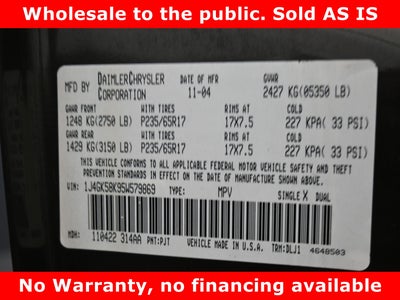 Wholesale to the public. Sold AS IS
MFD BY DAIMLERCHRYSLER CORPORATION DATE OF MFR 11-04 GVWR 2427 KG(05350 LB)
GAWR FRONT WITH TIRES RIMS AT COLD
1248 KG(2750 LB) P235/65R17 17X7.5 227 KPA( 33 PSI)
GAWR REAR WITH TIRES RIMS AT COLD
1429 KG(3150 LB) P235/65R17 17X7.5 227 KPA( 33 PSI)
THIS VEHICLE CONFORMS TO ALL APPLICABLE FEDERAL MOTOR VEHICLE SAFETY, BUMPER, AND
THEFT PREVENTION STANDARDS IN EFFECT ON THE DATE OF MANUFACTURE SHOWN ABOVE.
VIN: 1J4GK58K95W579869 TYPE: MPV SINGLE X DUAL
MDH: 110422 314AA PNT: PJT VEHICLE MADE IN U.S.A. TRM: DLJ1 4648503
No Warranty, no financing available